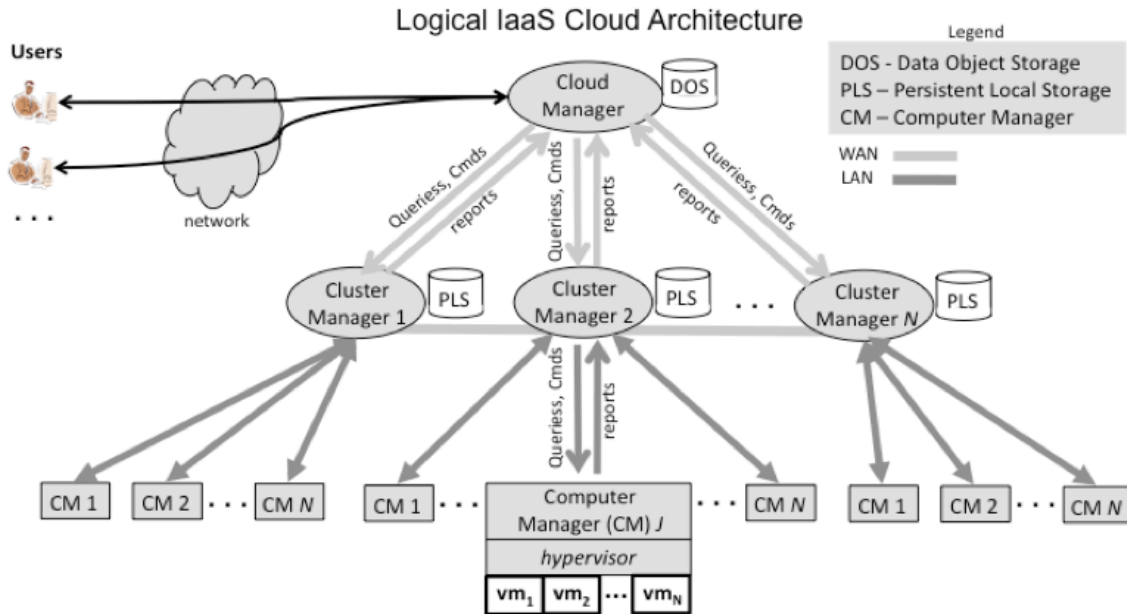 Logical IaaS Cloud Architecture
Legend
DOS - Data Object Storage
PLS – Persistent Local Storage
CM – Computer Manager
WAN
LAN
Users
. . .
network
Cloud
Manager
DOS
Queriess, Cmds
reports
Queriess, Cmds
reports
Queriess, Cmds
reports
Cluster
Manager 1
PLS
Cluster
Manager 2
PLS
. . .
Cluster
Manager N
PLS
Queriess, Cmds
reports
CM 1
CM 2
. . .
CM N
CM 1
. . .
Computer
Manager (CM) J
hypervisor
vm1
vm2
...
vmN
. . .
CM N
CM 1
CM 2
. . .
CM N